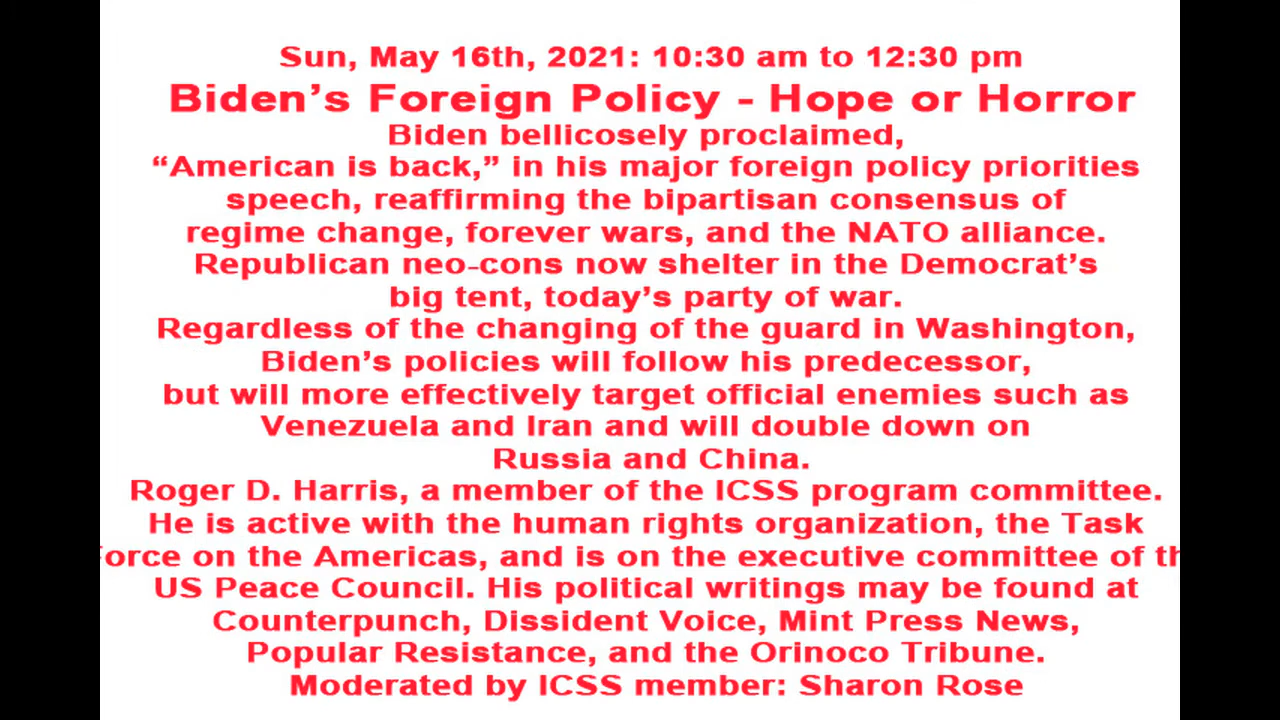 Sun, May 16th, 2021: 10:30 am to 12:30 pm
Biden’s Foreign Policy - Hope or Horror
Biden bellicosely proclaimed,
“American is back,” in his major foreign policy priorities
speech, reaffirming the bipartisan consensus of
regime change, forever wars, and the NATO alliance.
Republican neo-cons now shelter in the Democrat’s
big tent, today’s party of war.
Regardless of the changing of the guard in Washington,
Biden’s policies will follow his predecessor,
but will more effectively target official enemies such as
Venezuela and Iran and will double down on
Russia and China.
Roger D. Harris, a member of the ICSS program committee.
He is active with the human rights organization, the Task
orce on the Americas, and is on the executive committee of th
US Peace Council. His political writings may be found at
Counterpunch, Dissident Voice, Mint Press News,
Popular Resistance, and the Orinoco Tribune.
Moderated by ICSS member: Sharon Rose